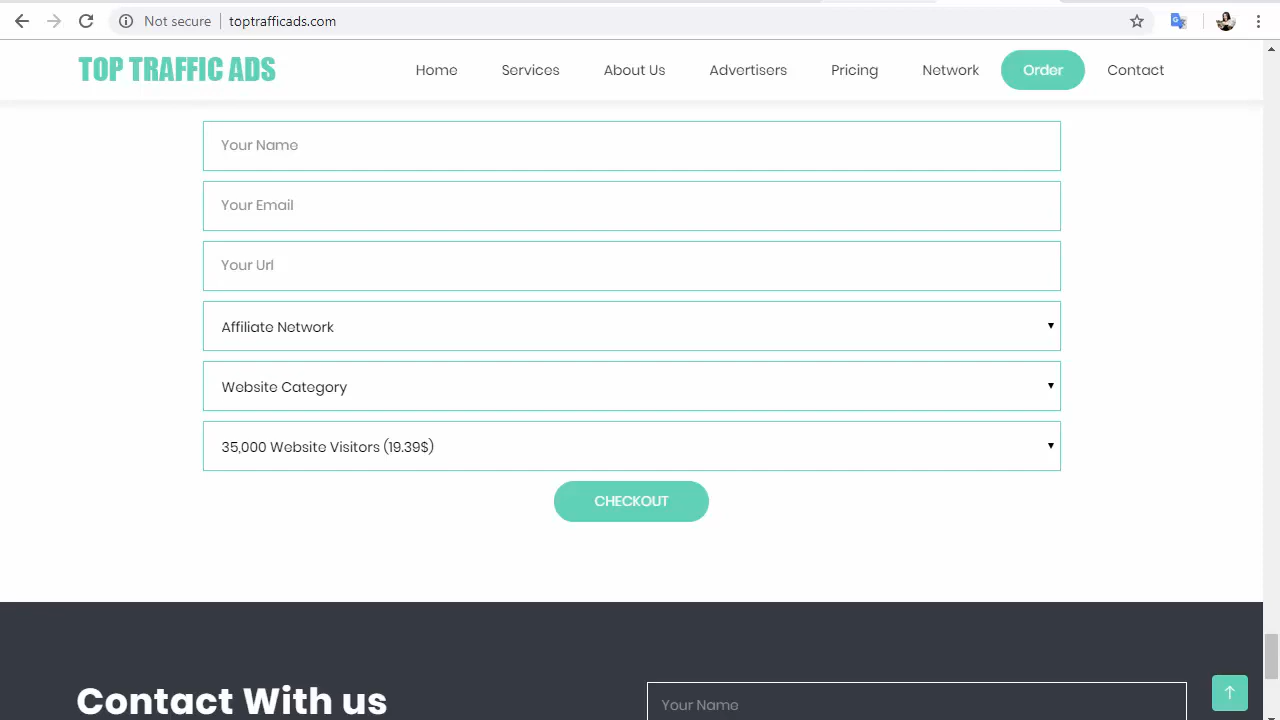 Not secure toptrafficads.com
TOP TRAFFIC ADS Home Services About Us Advertisers Pricing Network Order Contact
Your Name
Your Email
Your Url
Affiliate Network
Website Category
35,000 Website Visitors (19.39$)
CHECKOUT
Contact With us
Your Name